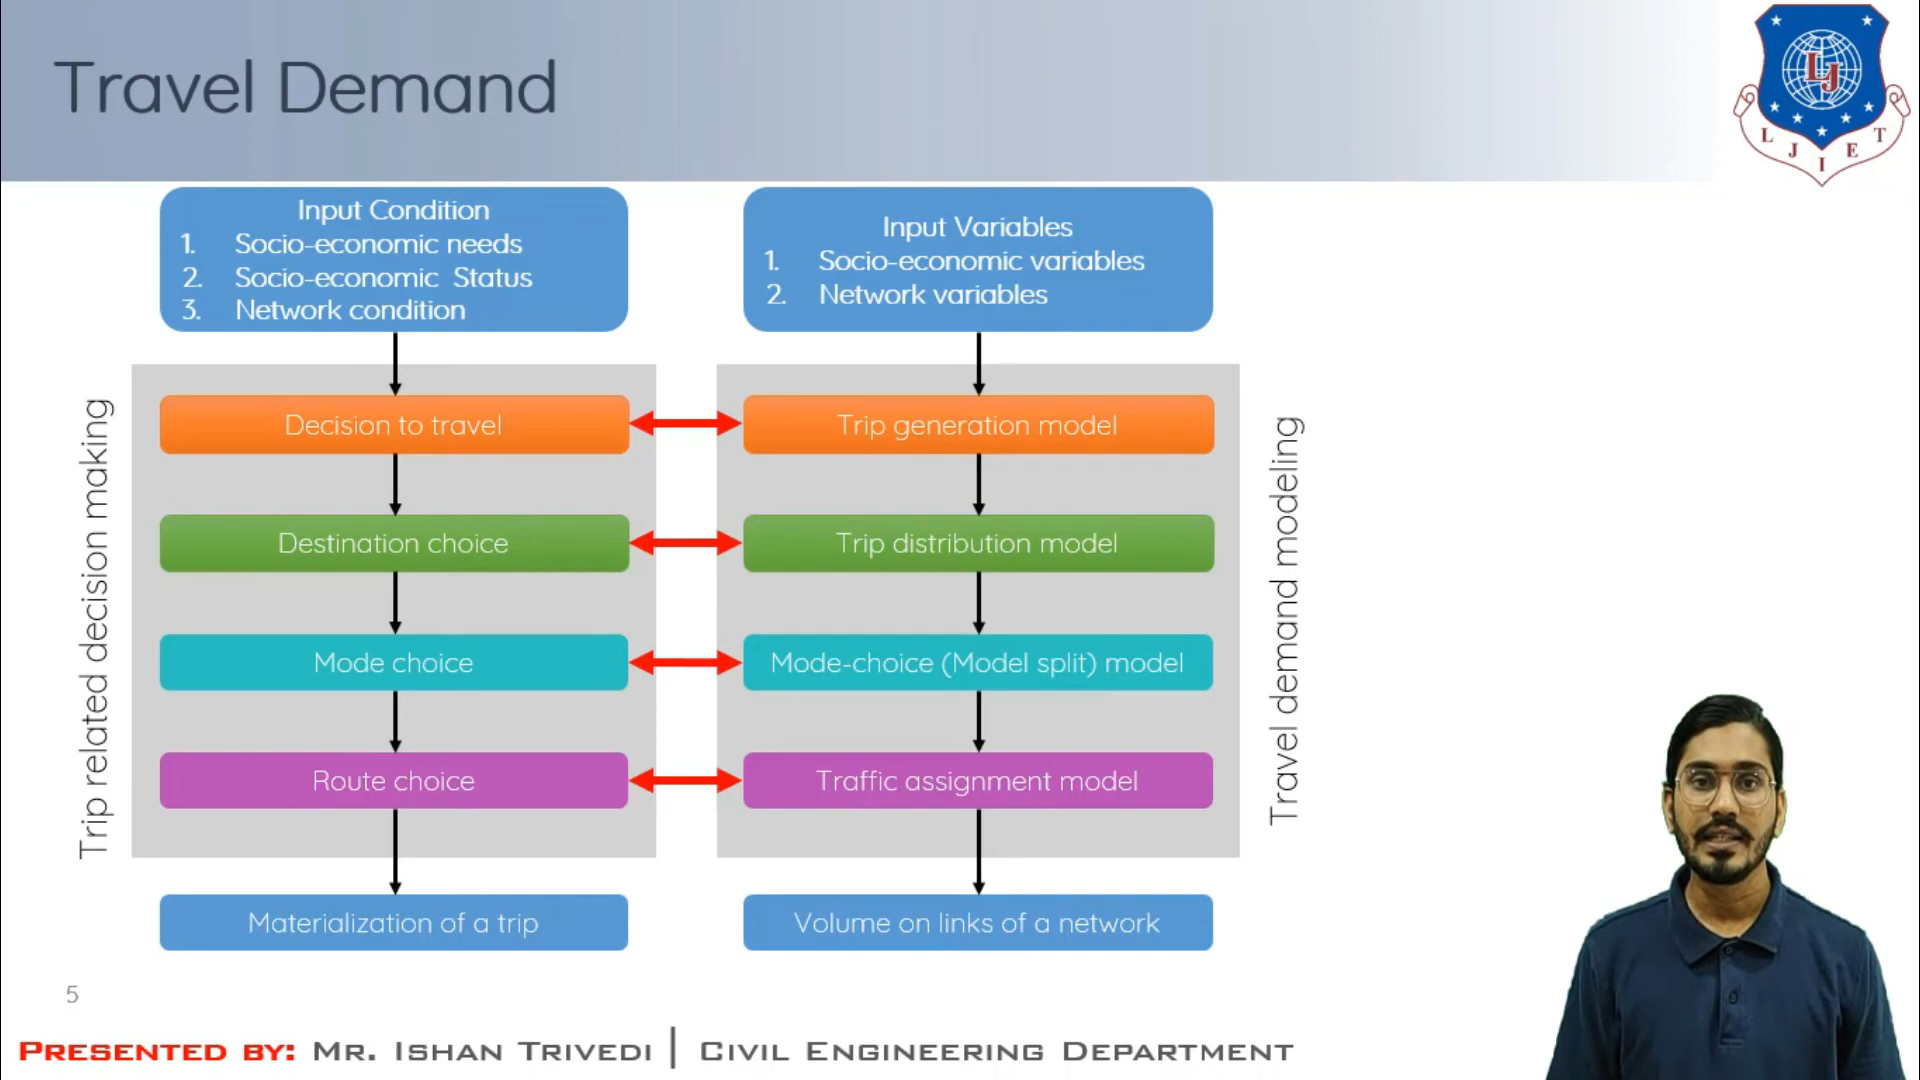 Travel Demand
LJ
L J I E T
Input Condition
1. Socio-economic needs
2. Socio-economic Status
3. Network condition
Input Variables
1. Socio-economic variables
2. Network variables
Trip related decision making
Decision to travel
Trip generation model
Destination choice
Trip distribution model
Mode choice
Mode-choice (Model split) model
Route choice
Traffic assignment model
Travel demand modeling
Materialization of a trip
Volume on links of a network
5
Presented by: Mr. Ishan Trivedi | Civil Engineering Department